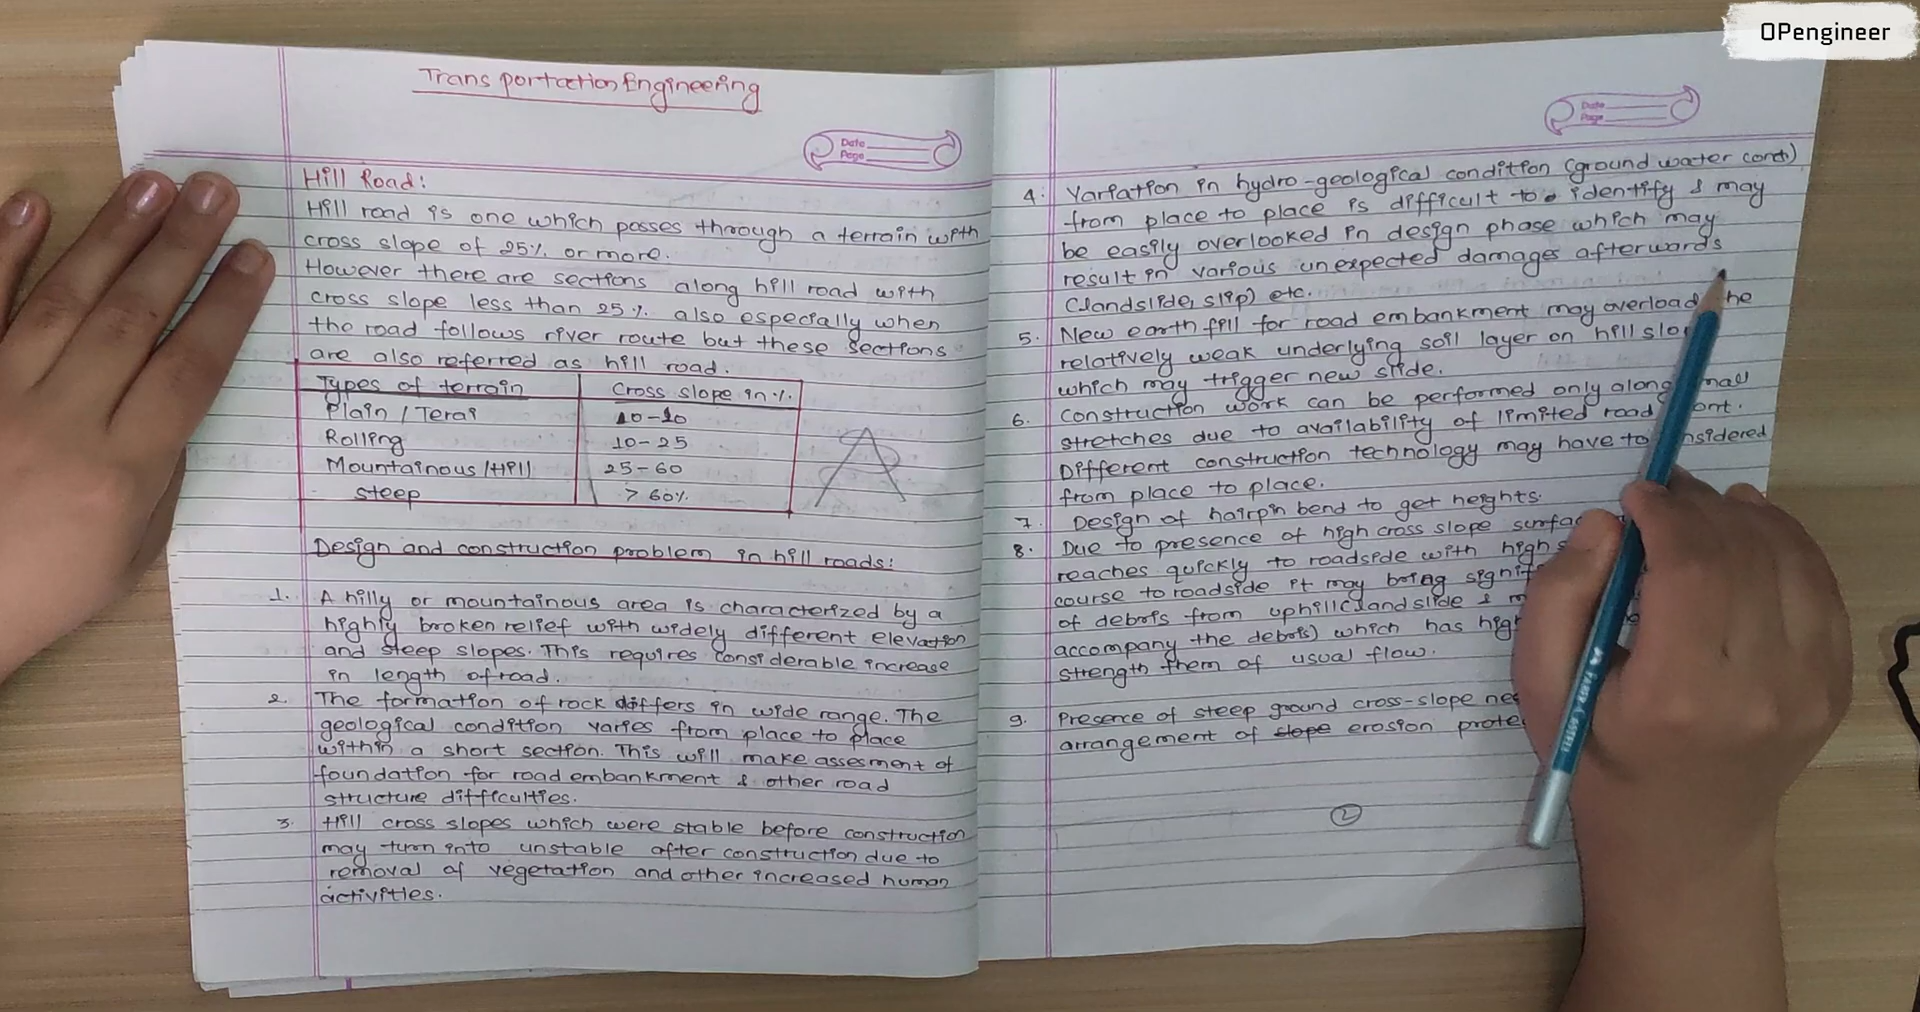 OPengineer
Transportation Engineering
Date
Page
Hill Road:
Hill road is one which posses through a terrain with
cross slope of 25% or more.
However there are sections along hill road with
cross slope less than 25% also especially when
the road follows river route but these sections
are also referred as hill road.
Types of terrain Cross slope in %
Plain / Terai 10-10
Rolling 10-25
Mountainous / Hill 25-60
steep > 60%
Design and construction problem in hill roads:
1. A hilly or mountainous area is characterized by a
highly broken relief with widely different elevation
and steep slopes. This requires considerable increase
in length of road.
2. The formation of rock differs in wide range. The
geological condition varies from place to place
within a short section. This will make assesment of
foundation for road embankment & other road
structure difficulties.
3. Hill cross slopes which were stable before construction
may turn into unstable after construction due to
removal of vegetation and other increased human
activities.
Date
Page
4. Variation in hydro-geological condition (ground water cond.)
from place to place is difficult to identify & may
be easily overlooked in design phase which may
result in various unexpected damages afterwards
(landslide, slip) etc.
5. New earth fill for road embankment may overload
relatively weak underlying soil layer on hill
which may trigger new slide.
6. construction work can be performed only along
stretches due to availability of limited road
Different construction technology may have to
from place to place.
7. Design of hairpin bend to get heights.
8. Due to presence of high cross slope
reaches quickly to roadside with high
course to roadside it may bring
of debris from uphill(landslide &
accompany the debris) which has
strength them of usual flow.
9. Presence of steep ground cross-slope
arrangement of slope erosion
2